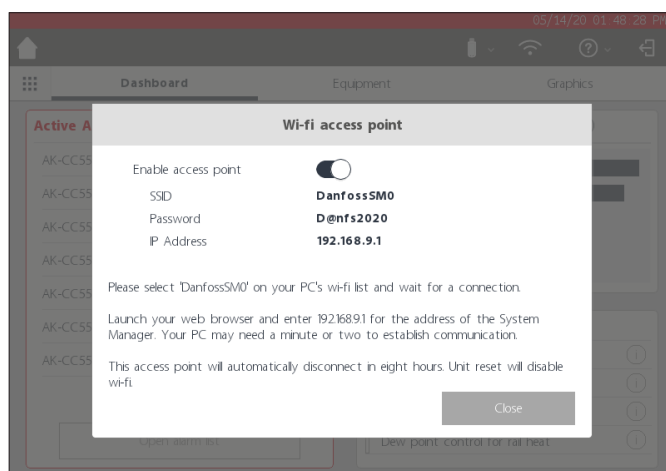 05/14/20 01 48 28 PM
Dashboard Equipment Graphics
Active A
Wi-fi access point
AK-CC55
AK-CC55
AK-CC55
AK-CC55
AK-CC55
AK-CC55
AK-CC55
Enable access point
SSID DanfossSM0
Password D@nfs2020
IP Address 192.168.9.1
Please select 'DanfossSM0' on your PC's wi-fi list and wait for a connection.
Launch your web browser and enter 192.168.9.1 for the address of the System
Manager. Your PC may need a minute or two to establish communication.
This access point will automatically disconnect in eight hours. Unit reset will disable
wi-fi.
Close
Open alarm list
Dew point control for rail heat